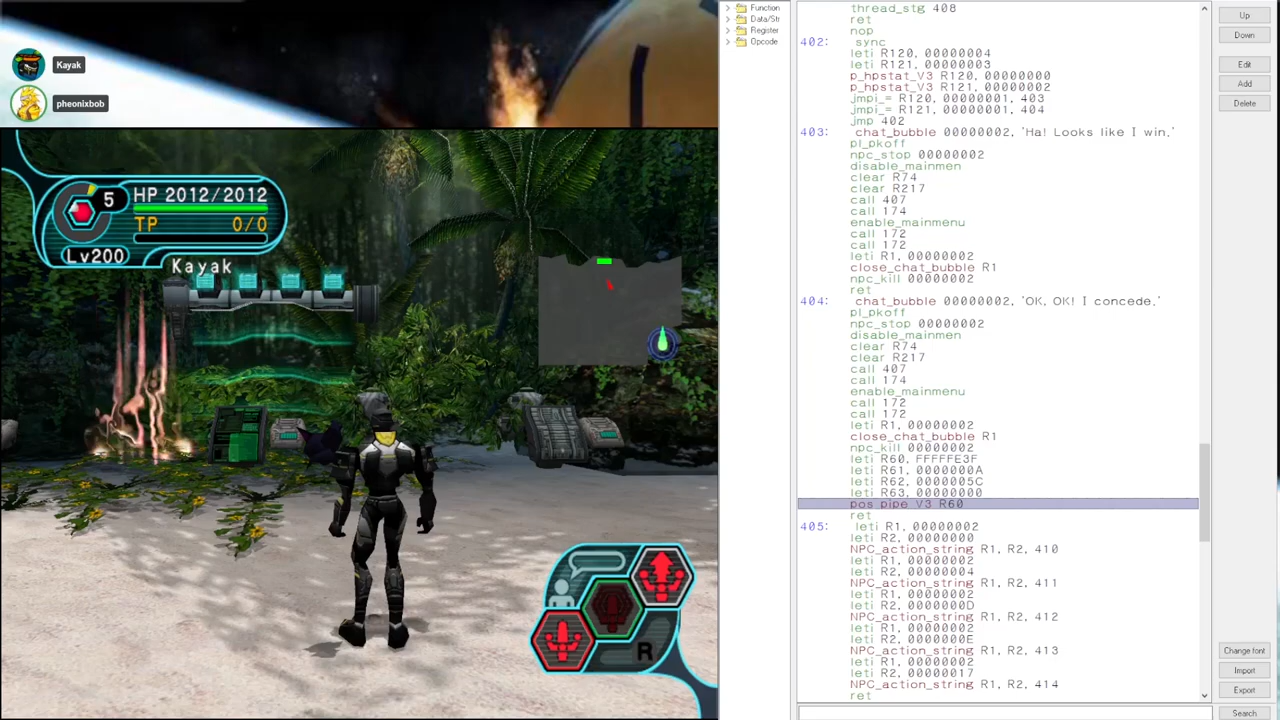 Kayak
pheonixbob
5
HP 2012/2012
TP 0/0
Lv200
Kayak
R
Function
Data/Str
Register
Opcode
thread_stg 408
ret
nop
402: sync
leti R120, 00000004
leti R121, 00000003
p_hpstat_V3 R120, 00000000
p_hpstat_V3 R121, 00000002
jmpi_= R120, 00000001, 403
jmpi_= R121, 00000001, 404
jmp 402
403: chat_bubble 00000002, 'Ha! Looks like I win.'
pl_pkoff
npc_stop 00000002
disable_mainmen
clear R74
clear R217
call 407
call 174
enable_mainmenu
call 172
call 172
leti R1, 00000002
close_chat_bubble R1
npc_kill 00000002
ret
404: chat_bubble 00000002, 'OK, OK! I concede.'
pl_pkoff
npc_stop 00000002
disable_mainmen
clear R74
clear R217
call 407
call 174
enable_mainmenu
call 172
call 172
leti R1, 00000002
close_chat_bubble R1
npc_kill 00000002
leti R60, FFFFFE3F
leti R61, 0000000A
leti R62, 0000005C
leti R63, 00000000
pos_pipe_V3 R60
ret
405: leti R1, 00000002
leti R2, 00000000
NPC_action_string R1, R2, 410
leti R1, 00000002
leti R2, 00000004
NPC_action_string R1, R2, 411
leti R1, 00000002
leti R2, 0000000D
NPC_action_string R1, R2, 412
leti R1, 00000002
leti R2, 0000000E
NPC_action_string R1, R2, 413
leti R1, 00000002
leti R2, 00000017
NPC_action_string R1, R2, 414
ret
Up
Down
Edit
Add
Delete
Change font
Import
Export
Search